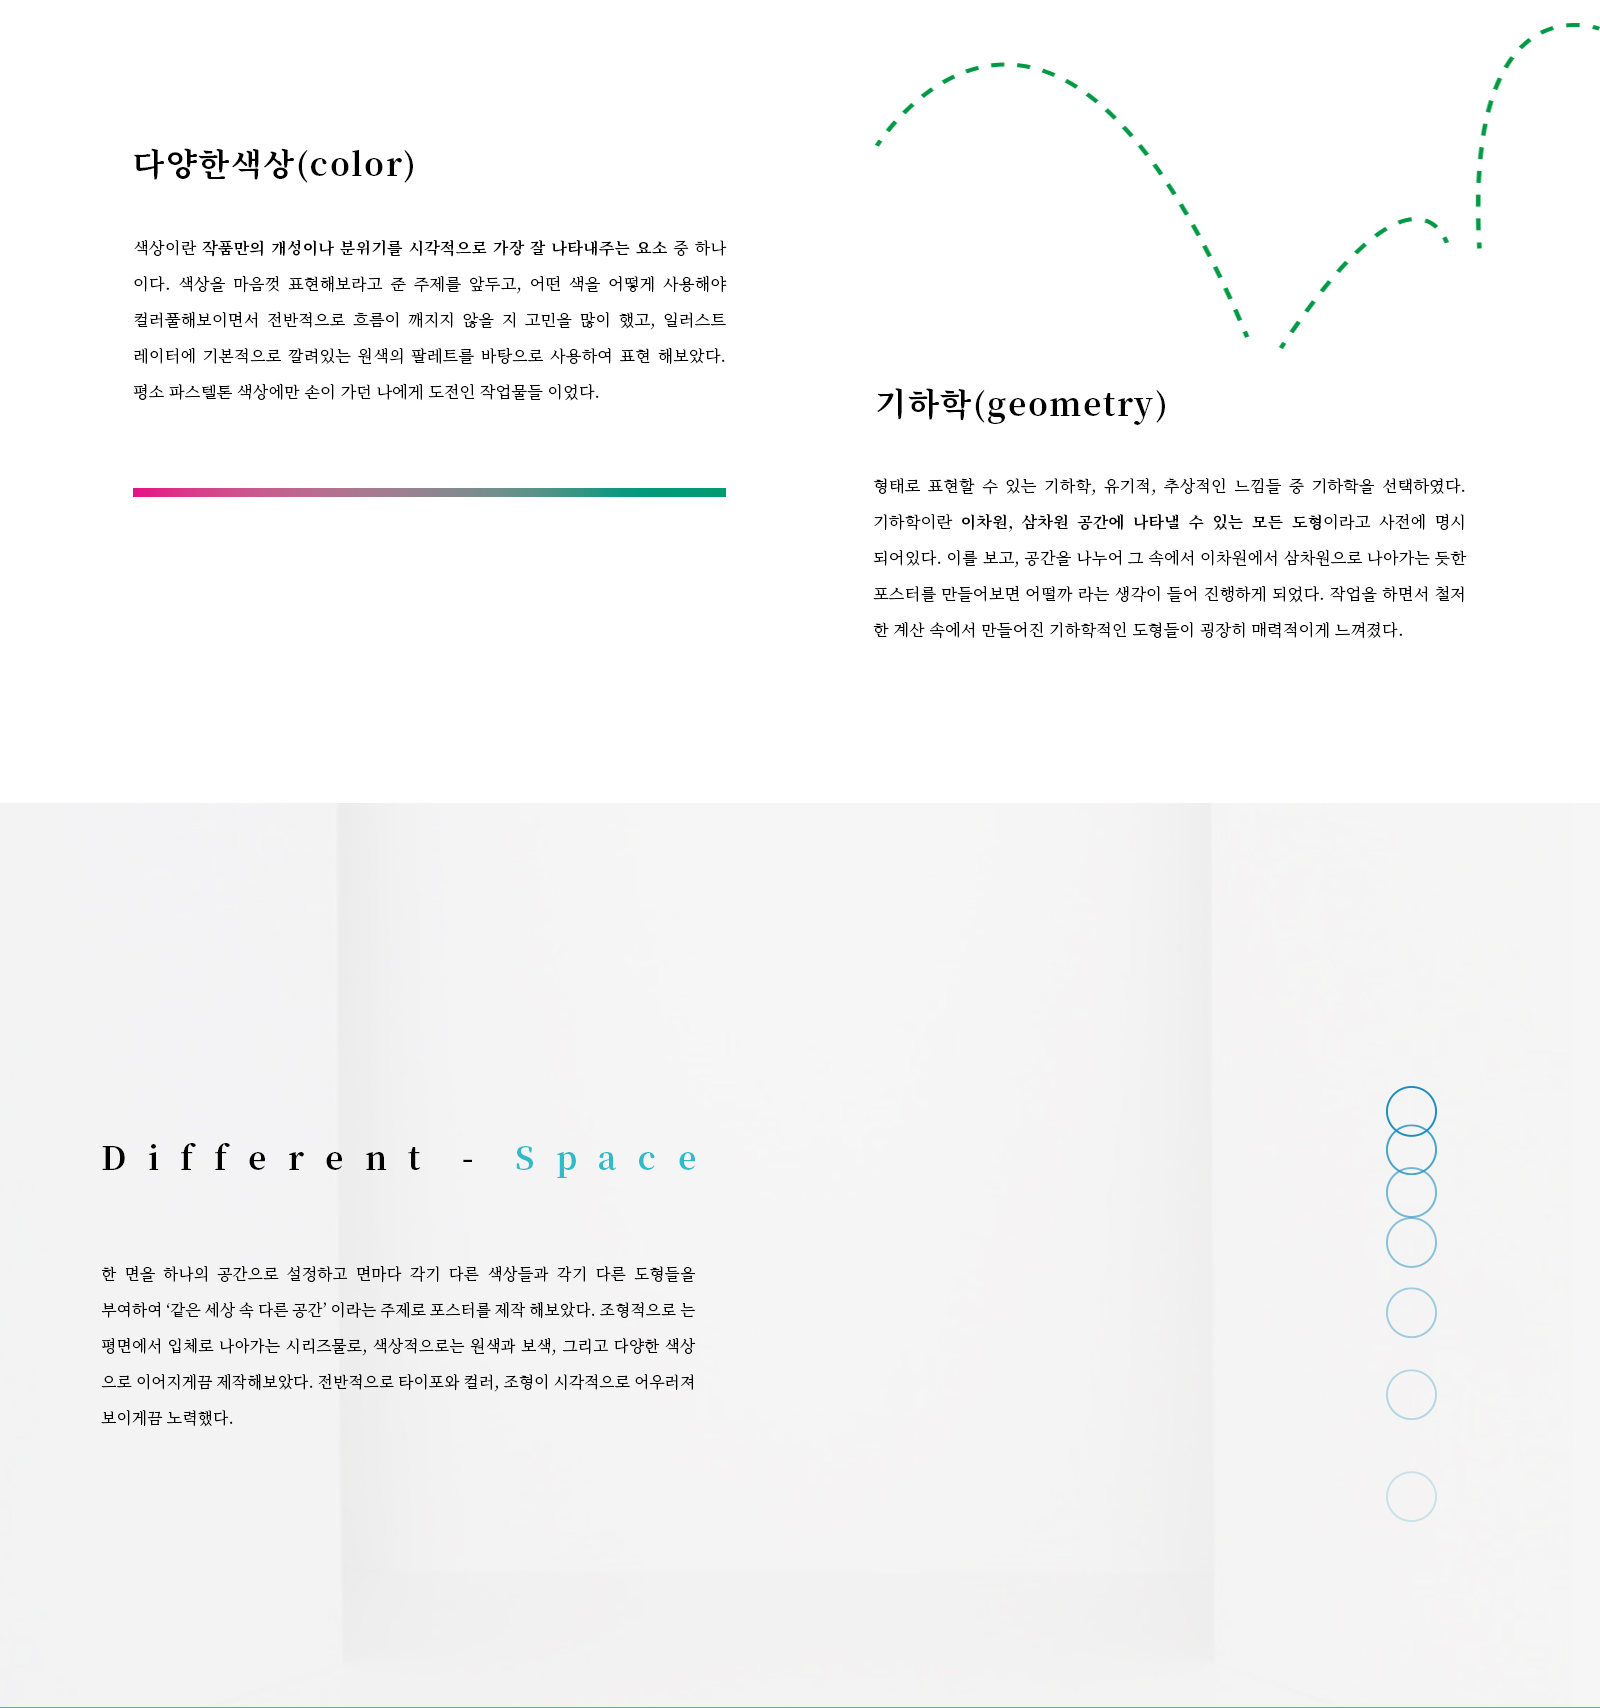 다양한색상(color)
색상이란 작품만의 개성이나 분위기를 시각적으로 가장 잘 나타내주는 요소 중 하나
이다. 색상을 마음껏 표현해보라고 준 주제를 앞두고, 어떤 색을 어떻게 사용해야
컬러풀해보이면서 전반적으로 흐름이 깨지지 않을 지 고민을 많이 했고, 일러스트
레이터에 기본적으로 깔려있는 원색의 팔레트를 바탕으로 사용하여 표현 해보았다.
평소 파스텔톤 색상에만 손이 가던 나에게 도전인 작업물들 이었다.
기하학(geometry)
형태로 표현할 수 있는 기하학, 유기적, 추상적인 느낌들 중 기하학을 선택하였다.
기하학이란 이차원, 삼차원 공간에 나타낼 수 있는 모든 도형이라고 사전에 명시
되어있다. 이를 보고, 공간을 나누어 그 속에서 이차원에서 삼차원으로 나아가는 듯한
포스터를 만들어보면 어떨까 라는 생각이 들어 진행하게 되었다. 작업을 하면서 철저
한 계산 속에서 만들어진 기하학적인 도형들이 굉장히 매력적이게 느껴졌다.
Different - Space
한 면을 하나의 공간으로 설정하고 면마다 각기 다른 색상들과 각기 다른 도형들을
부여하여 ‘같은 세상 속 다른 공간’ 이라는 주제로 포스터를 제작 해보았다. 조형적으로 는
평면에서 입체로 나아가는 시리즈물로, 색상적으로는 원색과 보색, 그리고 다양한 색상
으로 이어지게끔 제작해보았다. 전반적으로 타이포와 컬러, 조형이 시각적으로 어우러져
보이게끔 노력했다.